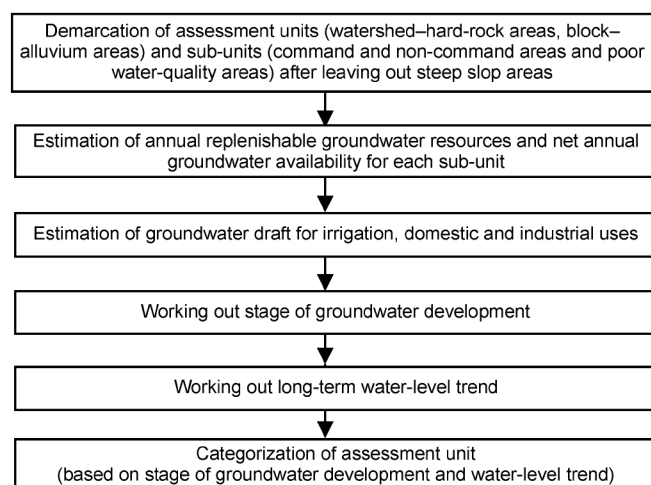 Demarcation of assessment units (watershed–hard-rock areas, block–
alluvium areas) and sub-units (command and non-command areas and poor
water-quality areas) after leaving out steep slop areas
Estimation of annual replenishable groundwater resources and net annual
groundwater availability for each sub-unit
Estimation of groundwater draft for irrigation, domestic and industrial uses
Working out stage of groundwater development
Working out long-term water-level trend
Categorization of assessment unit
(based on stage of groundwater development and water-level trend)